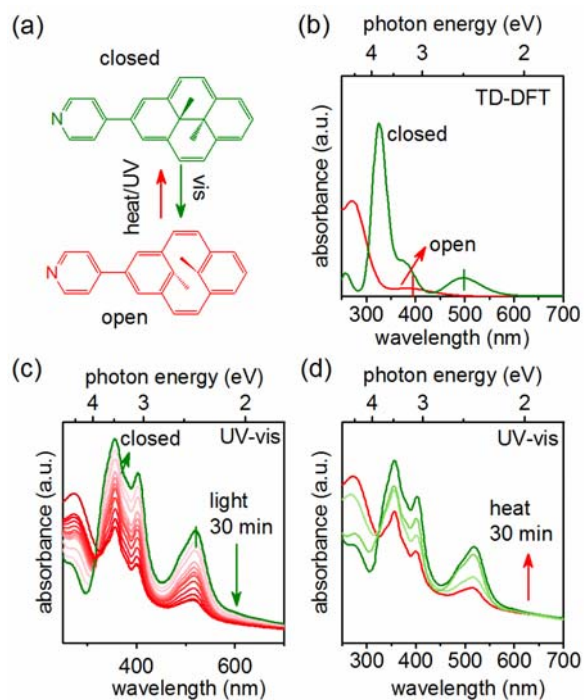 (a)
closed
N
heat/UV
vis
N
open
(b)
photon energy (eV)
4 3 2
TD-DFT
closed
open
absorbance (a.u.)
300 400 500 600 700
wavelength (nm)
(c)
photon energy (eV)
4 3 2
UV-vis
closed
light
30 min
absorbance (a.u.)
400 600
wavelength (nm)
(d)
photon energy (eV)
4 3 2
UV-vis
heat
30 min
absorbance (a.u.)
300 400 500 600 700
wavelength (nm)